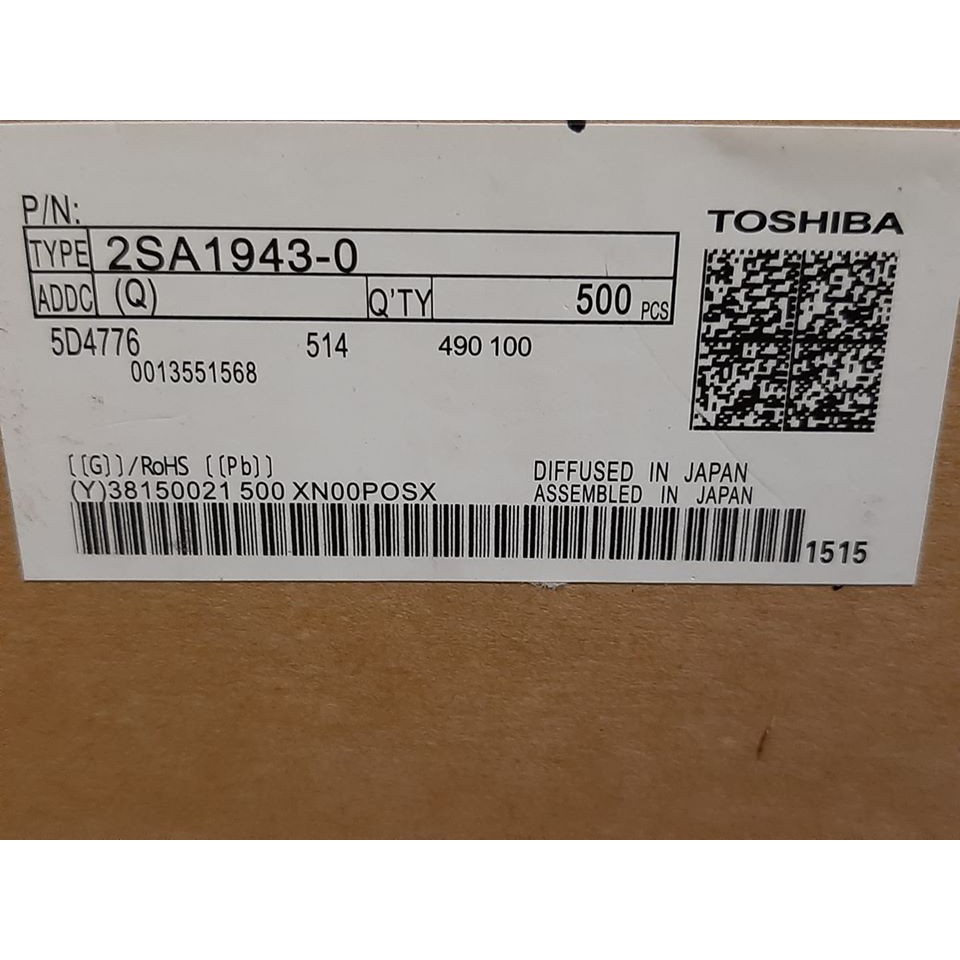 P/N:
TOSHIBA
TYPE 2SA1943-0
ADDC (Q) Q'TY 500 PCS
5D4776 514 490 100
0013551568
[[G]]/RoHS [[Pb]]
DIFFUSED IN JAPAN
(Y)38150021 500 XN00POSX
ASSEMBLED IN JAPAN
1515